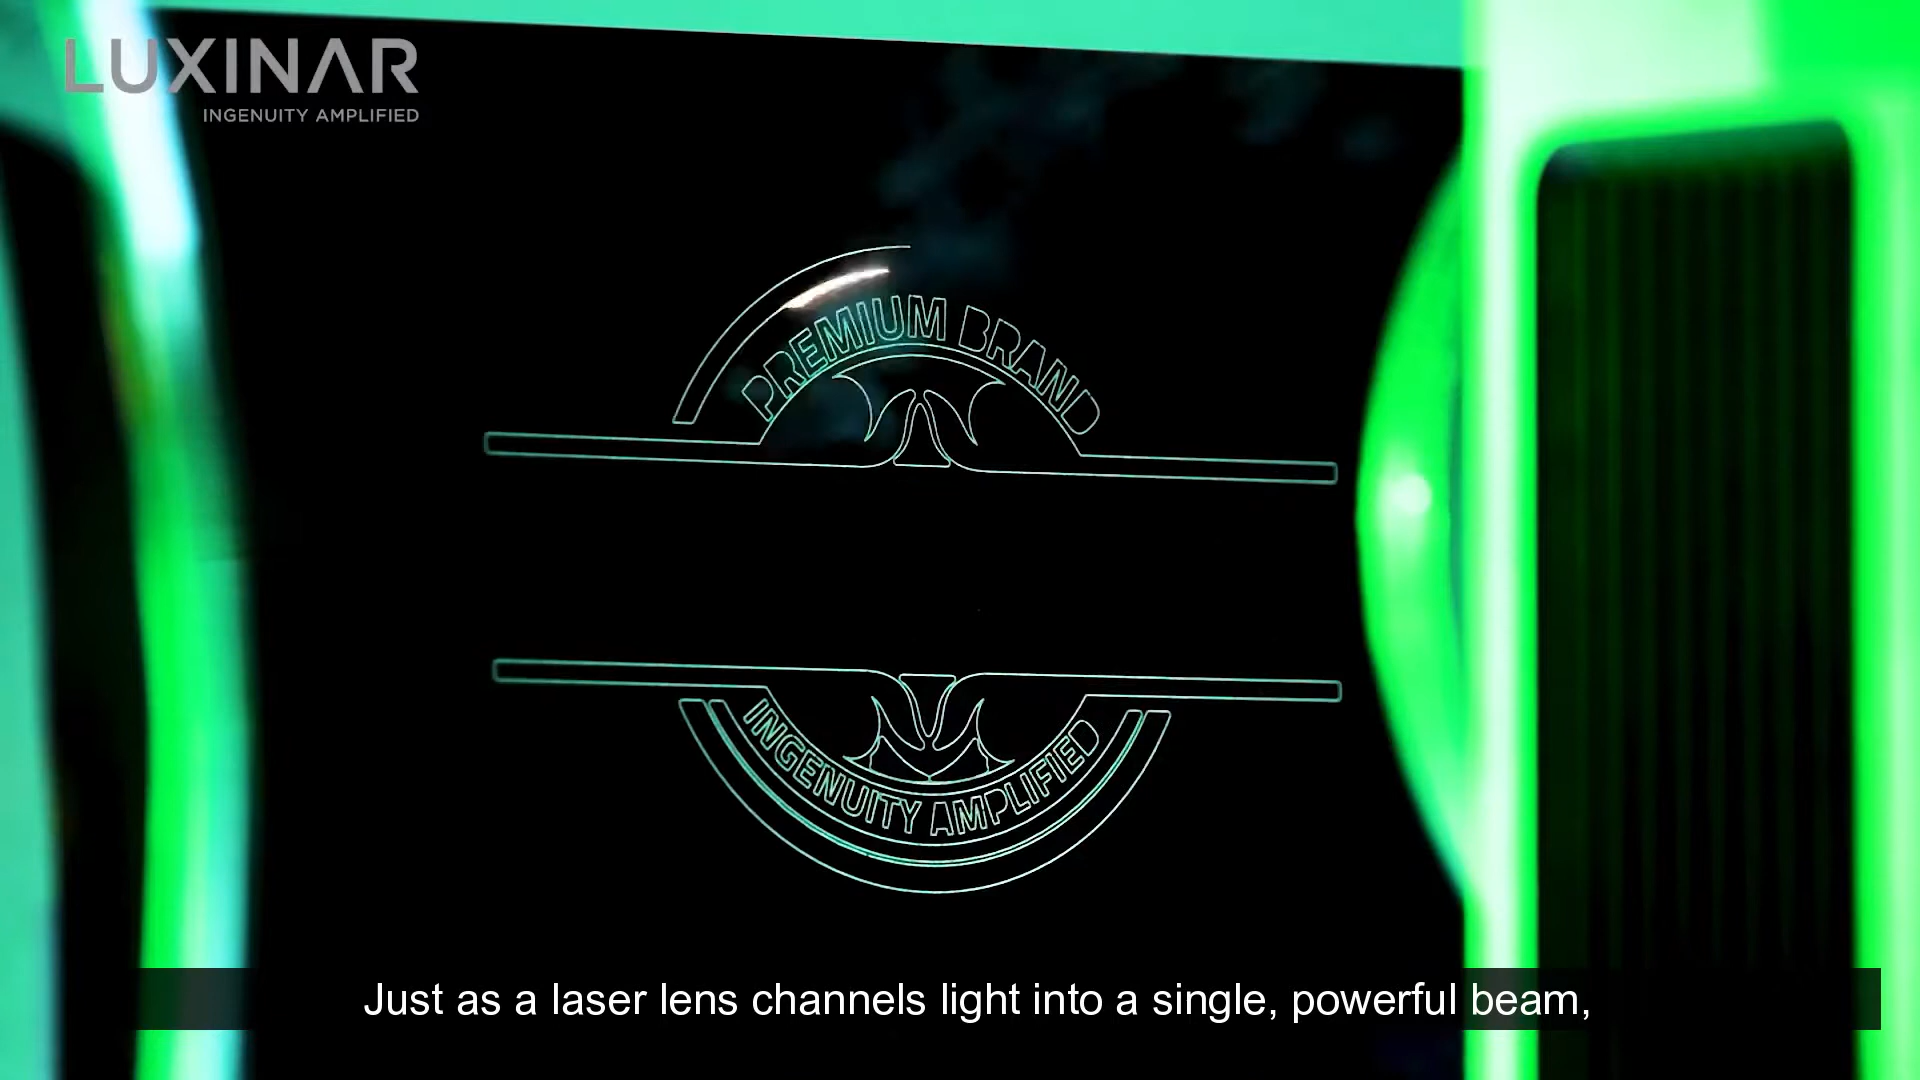 LUXINAR
INGENUITY AMPLIFIED
PREMIUM BRAND
INGENUITY AMPLIFIED
Just as a laser lens channels light into a single, powerful beam,